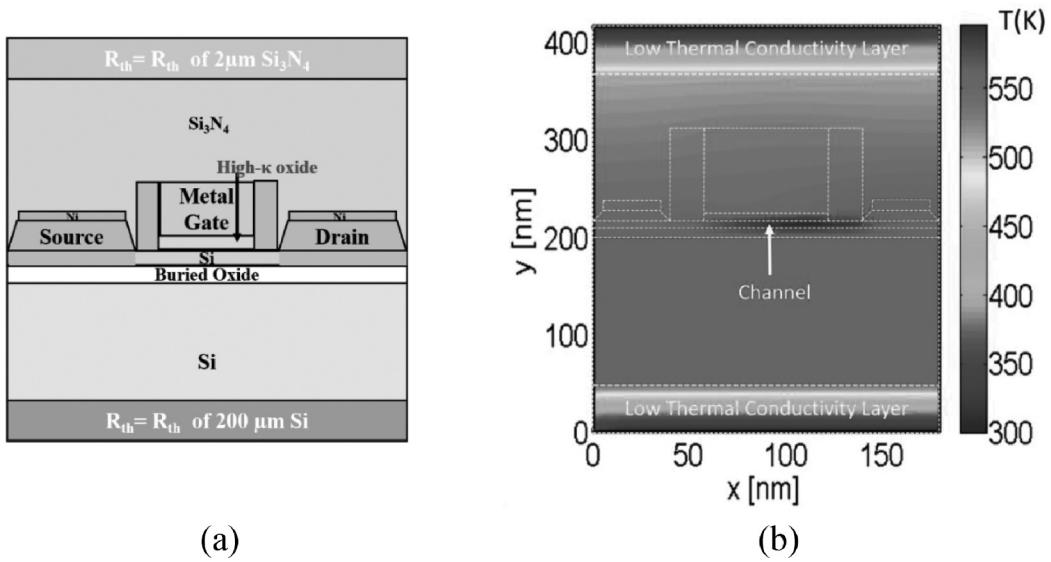 R_th= R_th of 2μm Si₃N₄
Si₃N₄
High-κ oxide
Metal
Gate
Ni
Ni
Source
Drain
Si
Buried Oxide
Si
R_th= R_th of 200 μm Si
(a)
T(K)
400
300
200
100
0
y [nm]
Low Thermal Conductivity Layer
Channel
Low Thermal Conductivity Layer
0
50
100
150
x [nm]
550
500
450
400
350
300
(b)